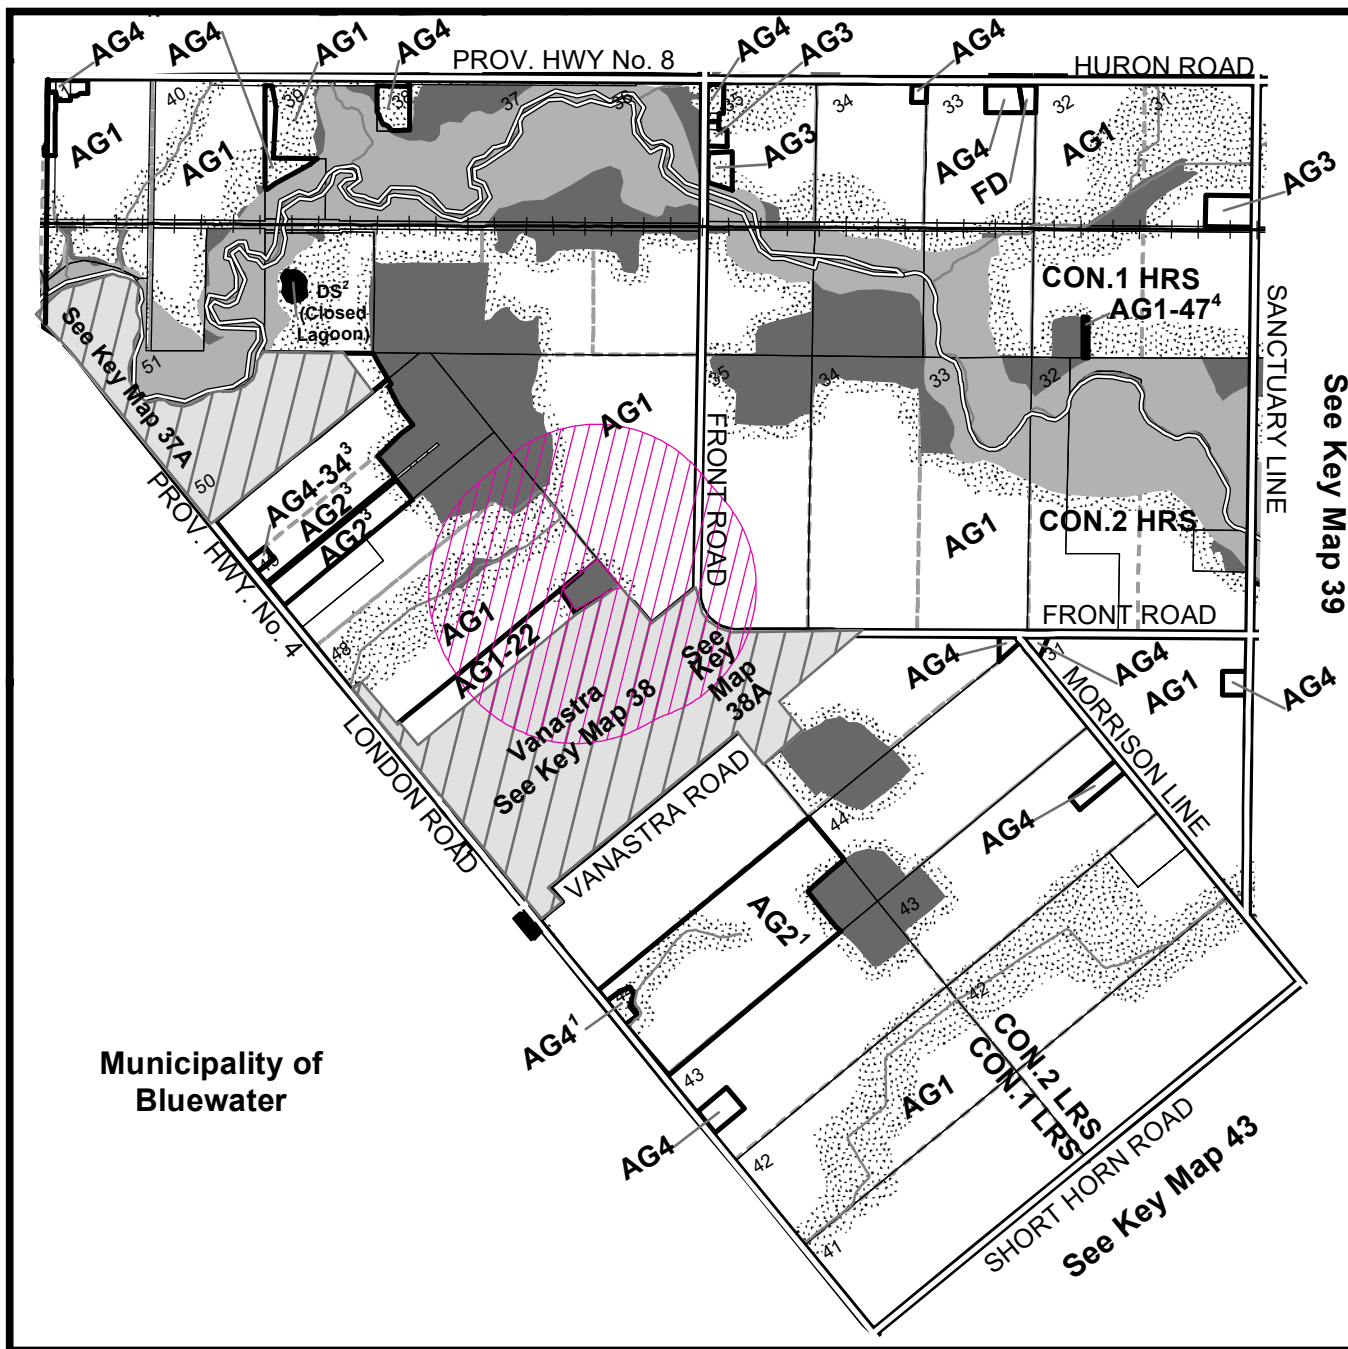 AG4
AG4
AG1
AG4
PROV. HWY No. 8
AG4
AG3
AG4
HURON ROAD
40
39
38
37
36
35
34
33
32
31
AG1
AG1
AG3
AG4
FD
AG1
AG3
DS²
(Closed
Lagoon)
CON.1 HRS
AG1-47⁴
SANCTUARY LINE
See Key Map 39
See Key Map 37A
51
50
35
34
33
32
AG1
FRONT ROAD
AG4-34³
AG2³
AG2³
PROV. HWY. No. 4
AG1
CON.2 HRS
FRONT ROAD
48
AG1
AG1-22
See
Key
Map
38A
Vanastra
See Key Map 38
AG4
31
AG4
AG1
AG4
MORRISON LINE
LONDON ROAD
VANASTRA ROAD
44
AG4
43
AG2¹
42
44
AG4¹
Municipality of
Bluewater
43
AG4
CON.2 LRS
CON.1 LRS
AG1
42
41
SHORT HORN ROAD
See Key Map 43